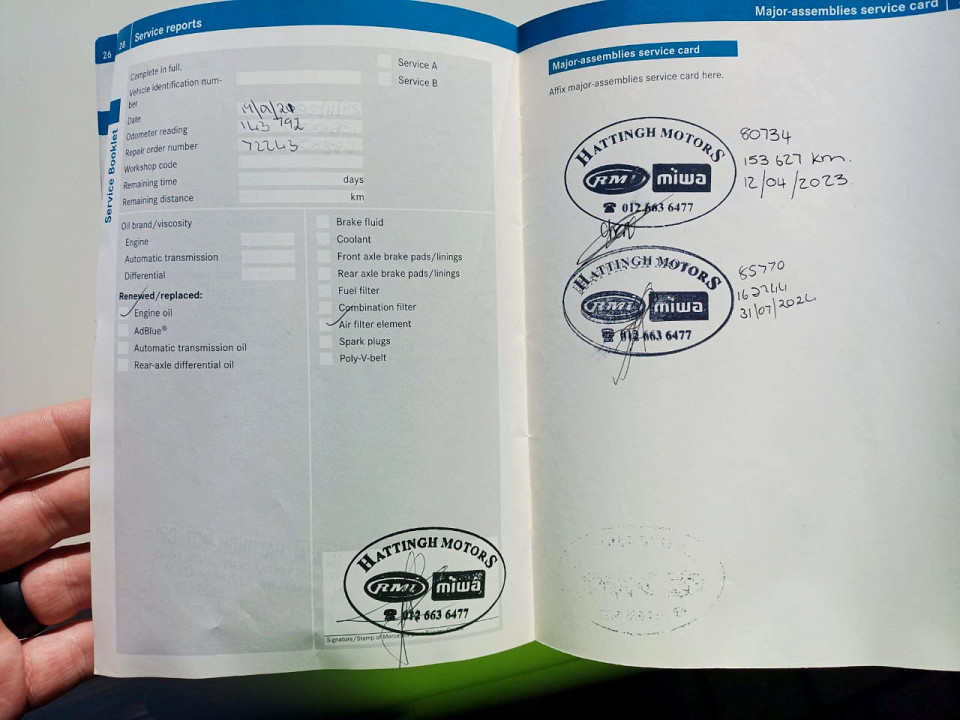 26
28
Service reports
Service Booklet
Complete in full.
Vehicle identification num-
ber
Date
Odometer reading 143 792
Repair order number 72243
Workshop code
Remaining time days
Remaining distance km
Service A
Service B
Oil brand/viscosity
Engine
Automatic transmission
Differential
Renewed/replaced:
Engine oil
AdBlue®
Automatic transmission oil
Rear-axle differential oil
Brake fluid
Coolant
Front axle brake pads/linings
Rear axle brake pads/linings
Fuel filter
Combination filter
Air filter element
Spark plugs
Poly-V-belt
HATTINGH MOTORS
RMI miwa
☎ 012 663 6477
Signature/Stamp of
Major-assemblies service card
Major-assemblies service card
Affix major-assemblies service card here.
HATTINGH MOTORS
RMI miwa
☎ 012 663 6477
80734
153 627 km.
12/04/2023
HATTINGH MOTORS
RMI miwa
☎ 012 663 6477
85770
162744
31/07/2024